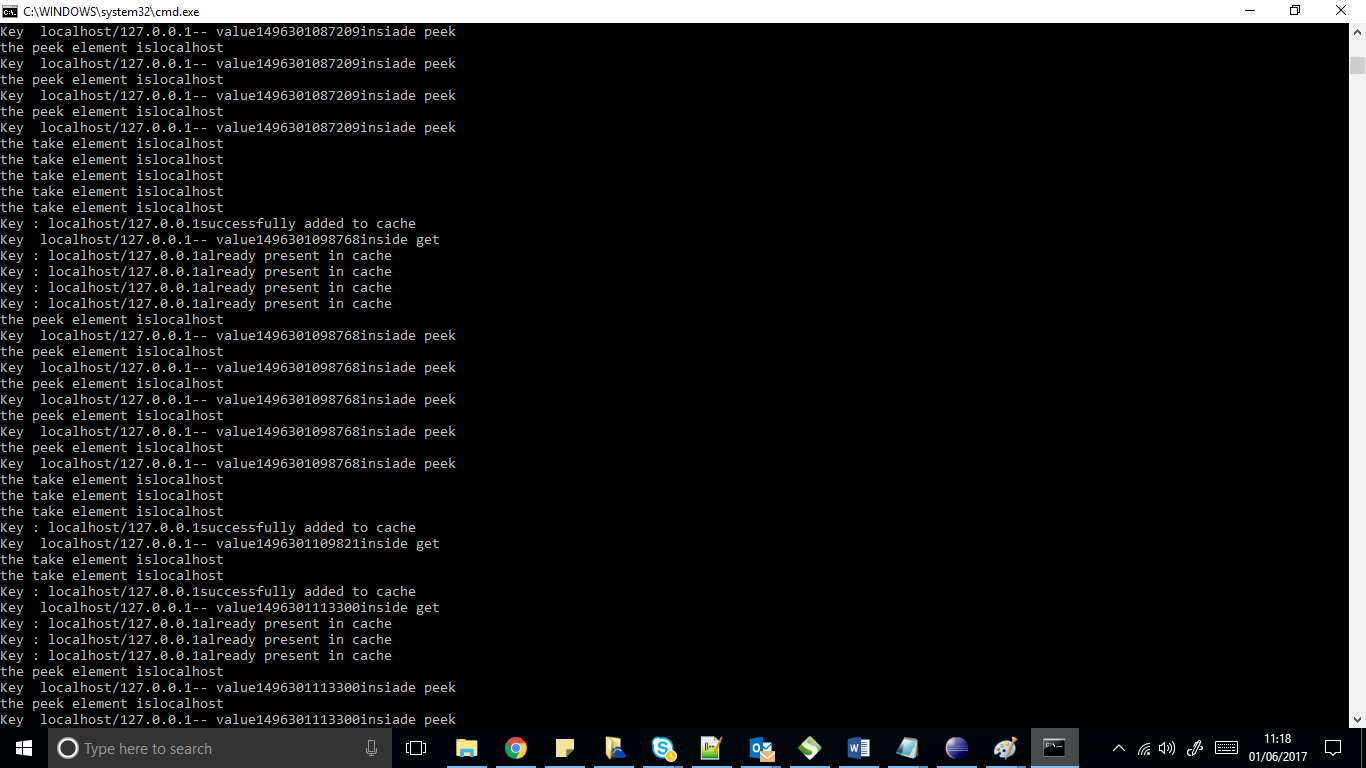 C:\WINDOWS\system32\cmd.exe
Key  localhost/127.0.0.1-- value1496301087209insiade peek
the peek element islocalhost
Key  localhost/127.0.0.1-- value1496301087209insiade peek
the peek element islocalhost
Key  localhost/127.0.0.1-- value1496301087209insiade peek
the peek element islocalhost
Key  localhost/127.0.0.1-- value1496301087209insiade peek
the take element islocalhost
the take element islocalhost
the take element islocalhost
the take element islocalhost
the take element islocalhost
Key : localhost/127.0.0.1successfully added to cache
Key  localhost/127.0.0.1-- value1496301098768inside get
Key : localhost/127.0.0.1already present in cache
Key : localhost/127.0.0.1already present in cache
Key : localhost/127.0.0.1already present in cache
Key : localhost/127.0.0.1already present in cache
the peek element islocalhost
Key  localhost/127.0.0.1-- value1496301098768insiade peek
the peek element islocalhost
Key  localhost/127.0.0.1-- value1496301098768insiade peek
the peek element islocalhost
Key  localhost/127.0.0.1-- value1496301098768insiade peek
the peek element islocalhost
Key  localhost/127.0.0.1-- value1496301098768insiade peek
the peek element islocalhost
Key  localhost/127.0.0.1-- value1496301098768insiade peek
the take element islocalhost
the take element islocalhost
the take element islocalhost
Key : localhost/127.0.0.1successfully added to cache
Key  localhost/127.0.0.1-- value1496301109821inside get
the take element islocalhost
the take element islocalhost
Key : localhost/127.0.0.1successfully added to cache
Key  localhost/127.0.0.1-- value1496301113300inside get
Key : localhost/127.0.0.1already present in cache
Key : localhost/127.0.0.1already present in cache
Key : localhost/127.0.0.1already present in cache
the peek element islocalhost
Key  localhost/127.0.0.1-- value1496301113300insiade peek
the peek element islocalhost
Key  localhost/127.0.0.1-- value1496301113300insiade peek
Type here to search
11:18
01/06/2017